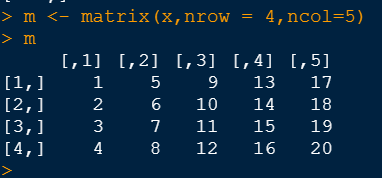 > m <- matrix(x,nrow = 4,ncol=5)
> m
     [,1] [,2] [,3] [,4] [,5]
[1,]    1    5    9   13   17
[2,]    2    6   10   14   18
[3,]    3    7   11   15   19
[4,]    4    8   12   16   20
>